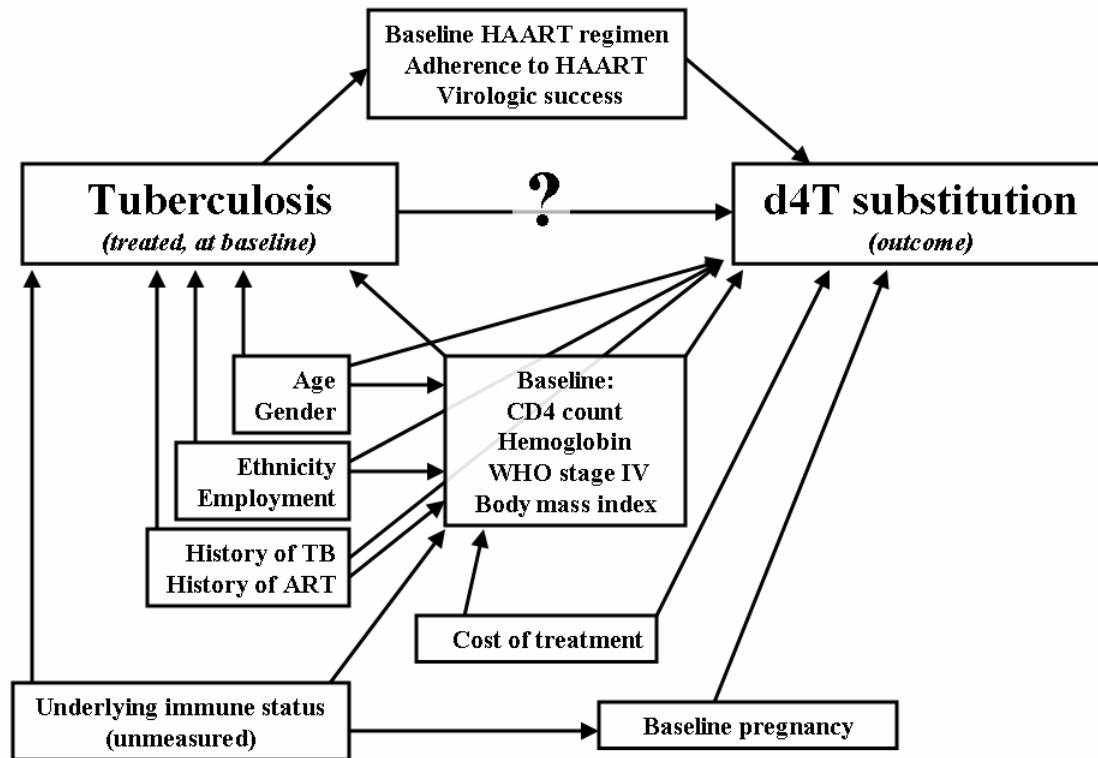 Baseline HAART regimen
Adherence to HAART
Virologic success
Tuberculosis
(treated, at baseline)
?
d4T substitution
(outcome)
Age
Gender
Baseline:
CD4 count
Hemoglobin
WHO stage IV
Body mass index
Ethnicity
Employment
History of TB
History of ART
Cost of treatment
Underlying immune status
(unmeasured)
Baseline pregnancy